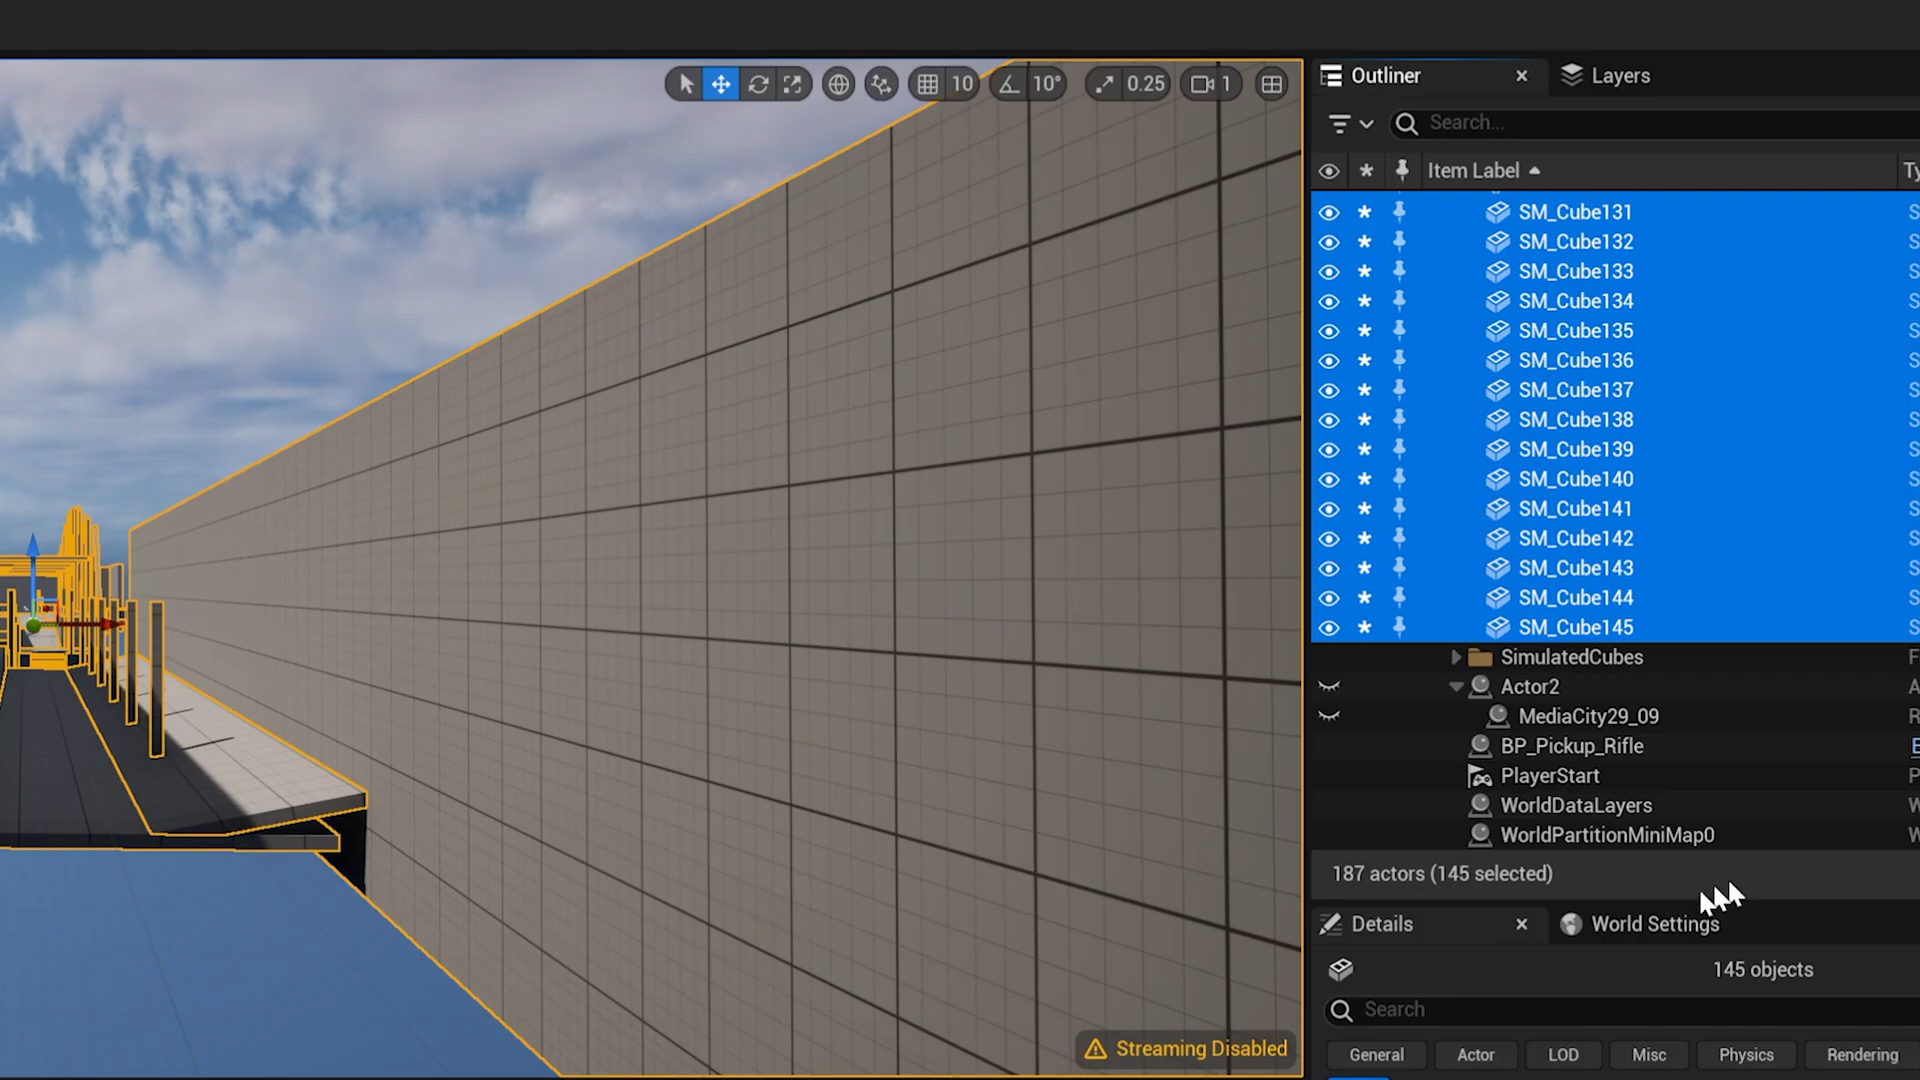 10 10° 0.25 1
Outliner
Layers
Search...
Item Label
SM_Cube131
SM_Cube132
SM_Cube133
SM_Cube134
SM_Cube135
SM_Cube136
SM_Cube137
SM_Cube138
SM_Cube139
SM_Cube140
SM_Cube141
SM_Cube142
SM_Cube143
SM_Cube144
SM_Cube145
SimulatedCubes
Actor2
MediaCity29_09
BP_Pickup_Rifle
PlayerStart
WorldDataLayers
WorldPartitionMiniMap0
187 actors (145 selected)
Details
World Settings
145 objects
Search
General Actor LOD Misc Physics Rendering
Streaming Disabled